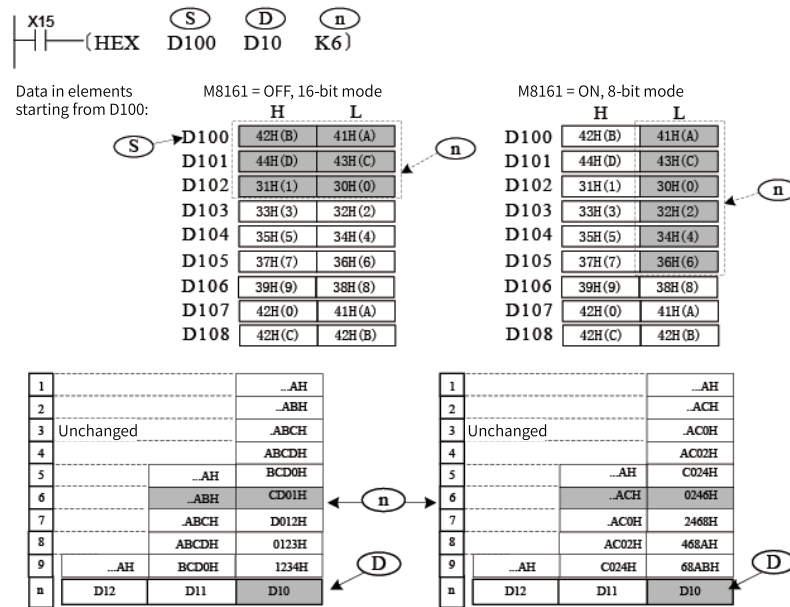 X15 S D n
(HEX D100 D10 K6)
Data in elements
starting from D100:
M8161 = OFF, 16-bit mode
H L
S
D100 42H(B) 41H(A)
D101 44H(D) 43H(C)
D102 31H(1) 30H(0)
D103 33H(3) 32H(2)
D104 35H(5) 34H(4)
D105 37H(7) 36H(6)
D106 39H(9) 38H(8)
D107 42H(0) 41H(A)
D108 42H(C) 42H(B)
n
M8161 = ON, 8-bit mode
H L
D100 42H(B) 41H(A)
D101 44H(D) 43H(C)
D102 31H(1) 30H(0)
D103 33H(3) 32H(2)
D104 35H(5) 34H(4)
D105 37H(7) 36H(6)
D106 39H(9) 38H(8)
D107 42H(0) 41H(A)
D108 42H(C) 42H(B)
n
1 ...AH
2 ..ABH
3 Unchanged .ABCH
4 ABCDH
5 ...AH BCD0H
6 ..ABH CD01H
7 .ABCH D012H
8 ABCDH 0123H
9 ...AH BCD0H 1234H
n D12 D11 D10
n
D
1 ...AH
2 ..ACH
3 Unchanged .AC0H
4 AC02H
5 ...AH C024H
6 ..ACH 0246H
7 .AC0H 2468H
8 AC02H 468AH
9 ...AH C024H 68ABH
n D12 D11 D10
D